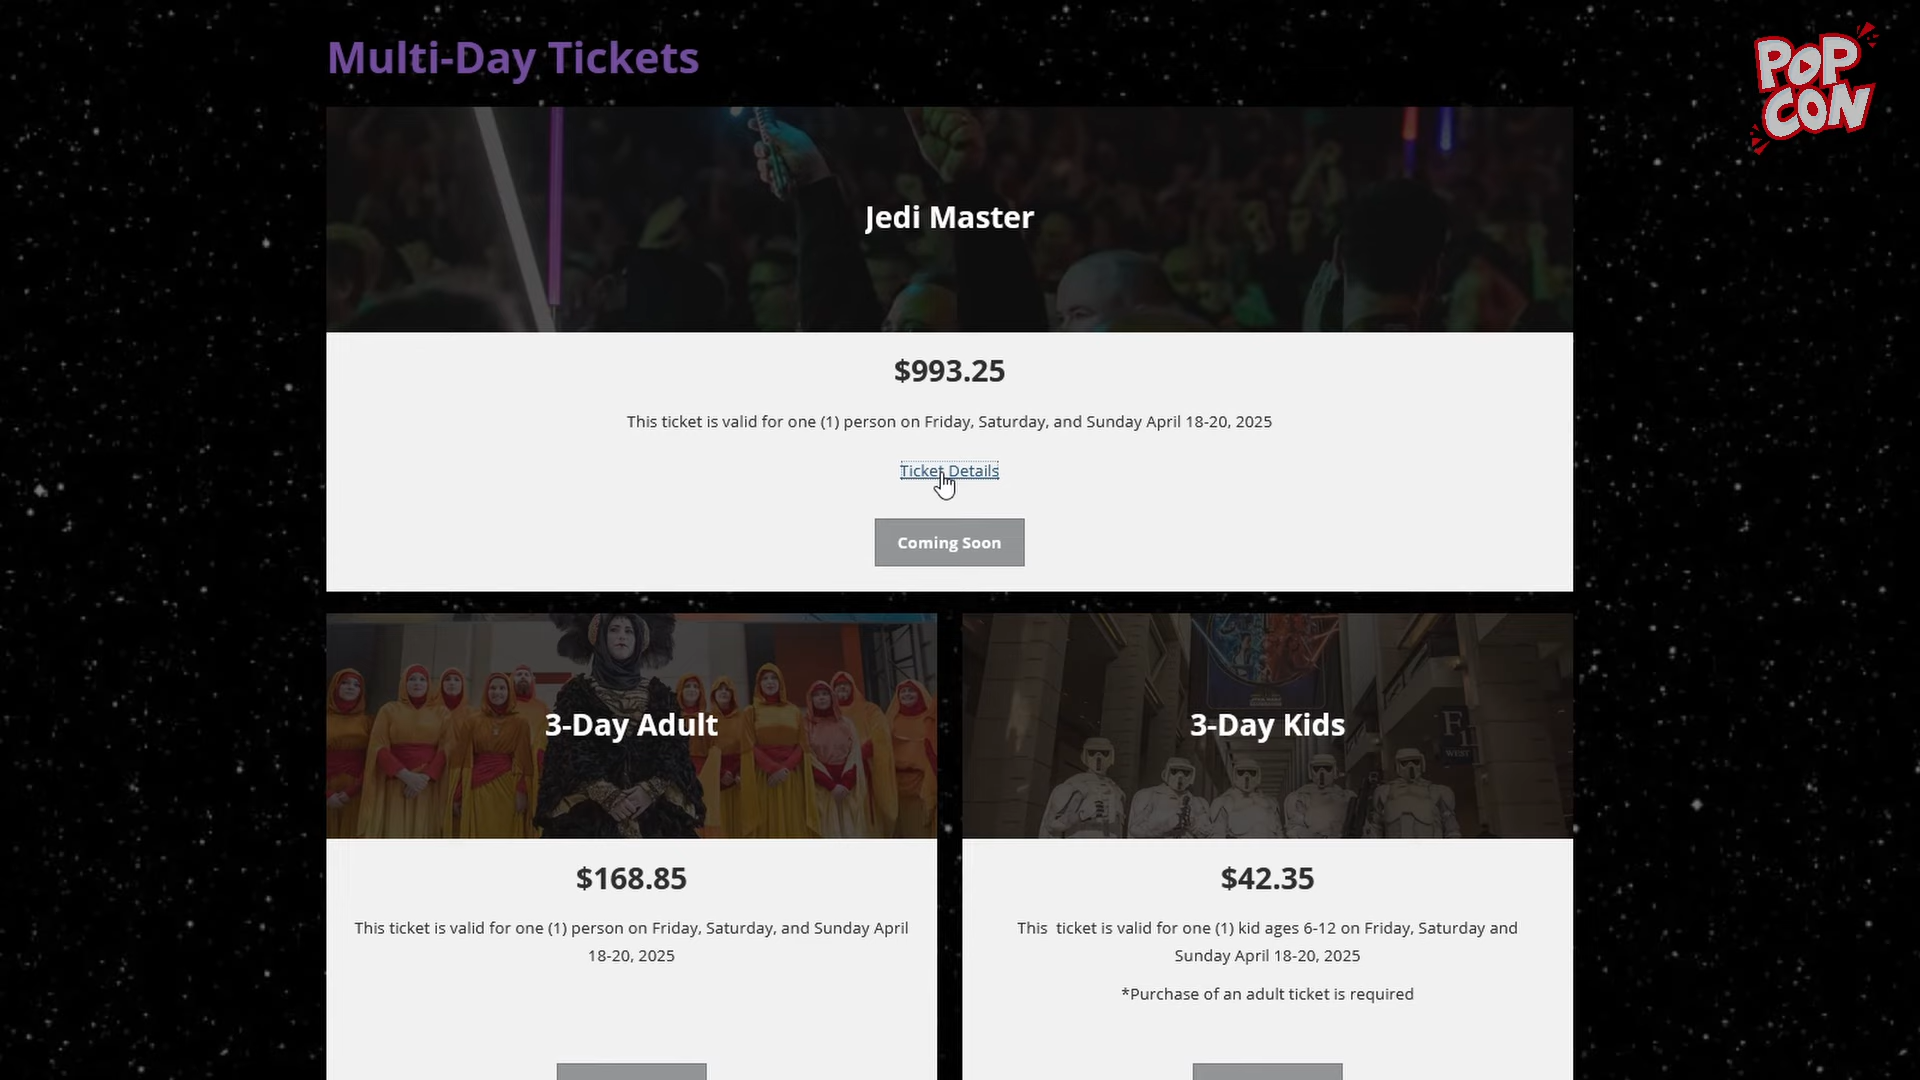 Multi-Day Tickets
POP
CON
Jedi Master
$993.25
This ticket is valid for one (1) person on Friday, Saturday, and Sunday April 18-20, 2025
Ticket Details
Coming Soon
3-Day Adult
3-Day Kids
WEST
$168.85
$42.35
This ticket is valid for one (1) person on Friday, Saturday, and Sunday April
18-20, 2025
This ticket is valid for one (1) kid ages 6-12 on Friday, Saturday and
Sunday April 18-20, 2025
*Purchase of an adult ticket is required